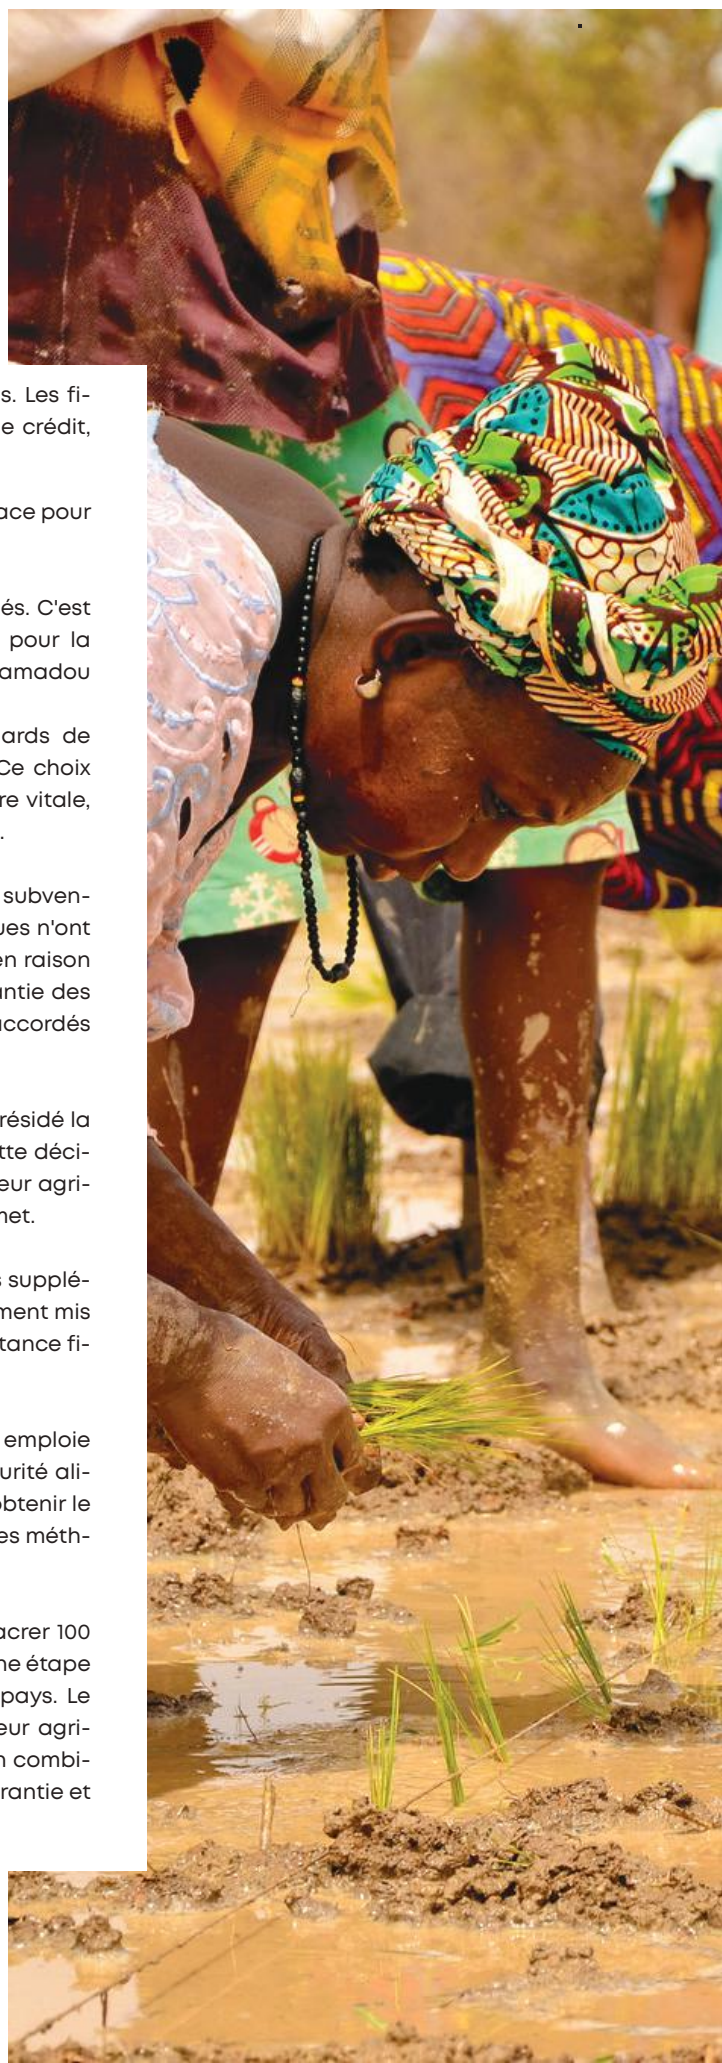 s. Les fi-
e crédit,
ace pour
és. C'est
pour la
amadou
ards de
Ce choix
re vitale,
.
subven-
ues n'ont
en raison
antie des
accordés
résidé la
tte déci-
eur agri-
net.
s supplé-
ment mis
tance fi-
emploie
urité ali-
obtenir le
es méth-
acrer 100
ne étape
pays. Le
eur agri-
n combi-
rantie et